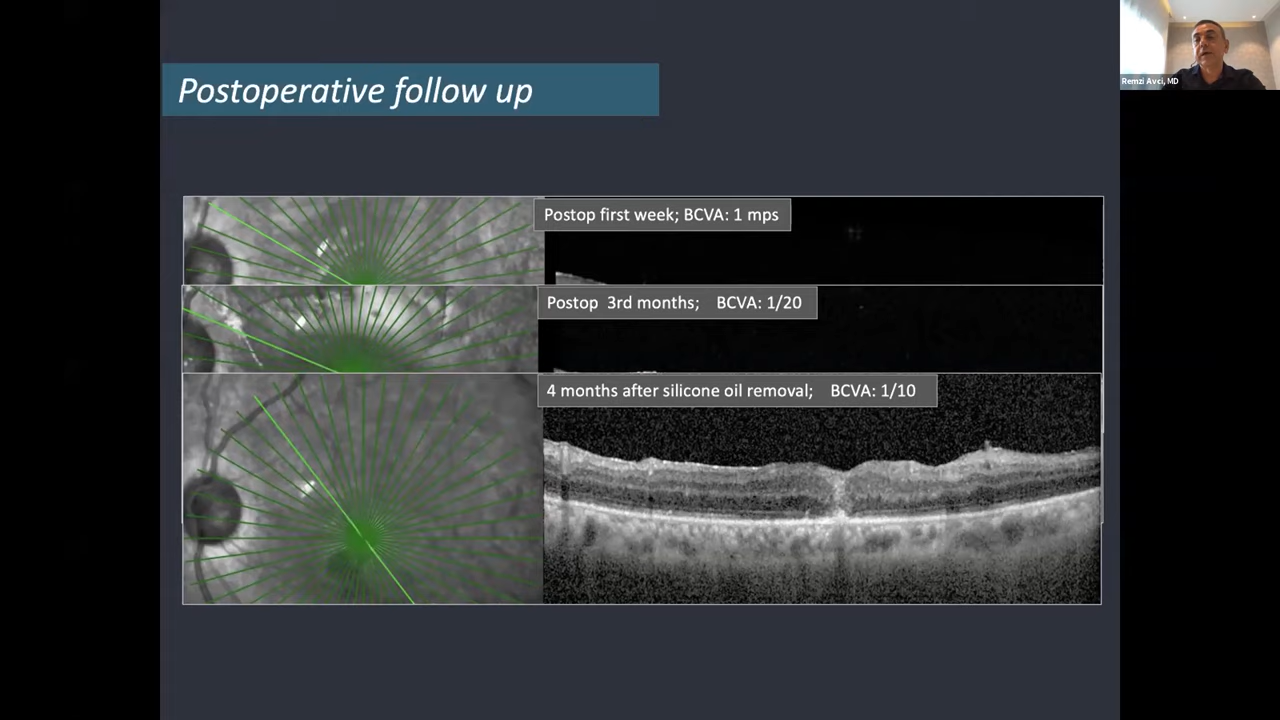 Postoperative follow up
Remzi Avci, MD
Postop first week; BCVA: 1 mps
Postop 3rd months; BCVA: 1/20
4 months after silicone oil removal; BCVA: 1/10